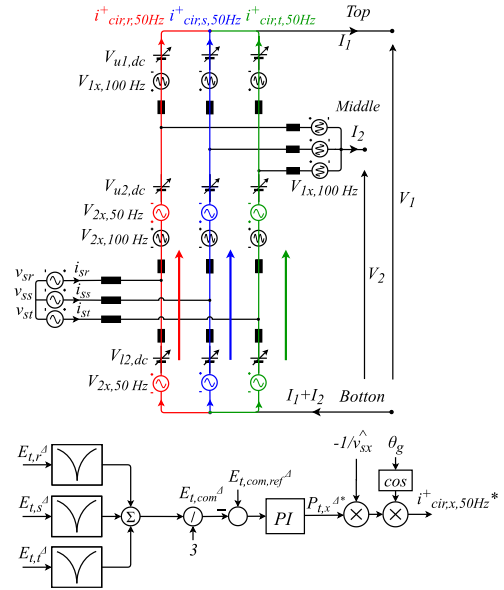 i⁺cir,r,50Hz i⁺cir,s,50Hz i⁺cir,t,50Hz Top
I₁
Vu1,dc
V1x,100 Hz
Middle
I₂
Vu2,dc
V1x,100 Hz
V₁
V2x,50 Hz
V2x,100 Hz
V₂
vsr isr
vss iss
vst ist
Vl2,dc
V2x,50 Hz
I₁+I₂ Botton
Et,rΔ
-1/v̂sx
θg
Et,comΔ
Et,com,refΔ
cos
Et,sΔ
Σ
/
PI
Pt,xΔ*
×
×
i⁺cir,x,50Hz*
3
Et,tΔ